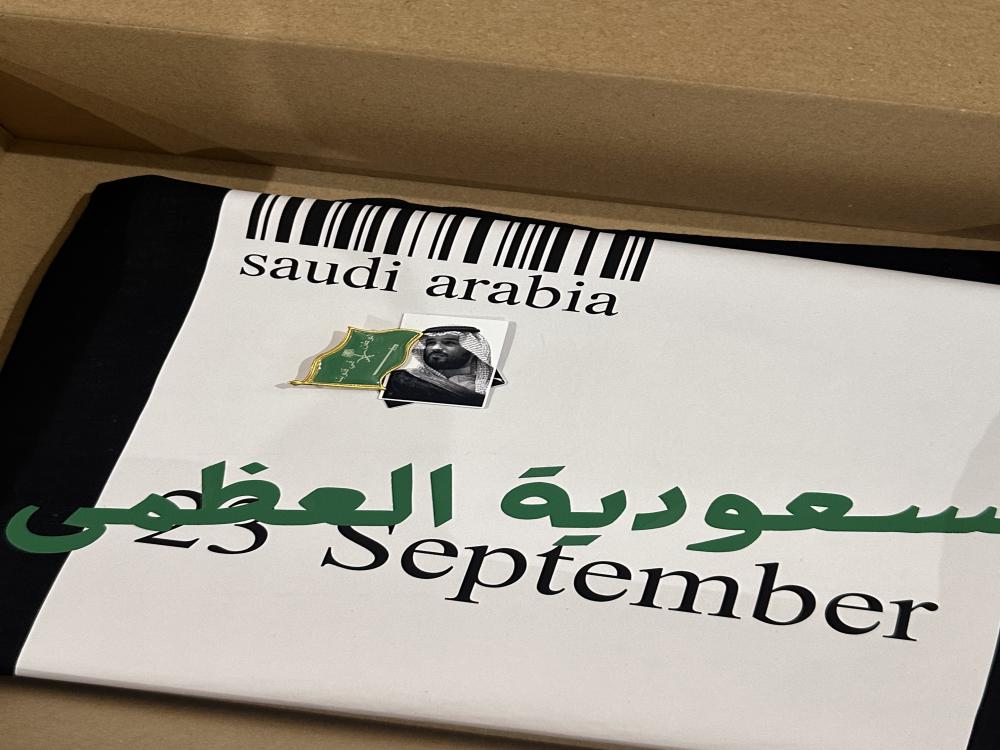 saudi arabia
سعودية العظمى
23 September